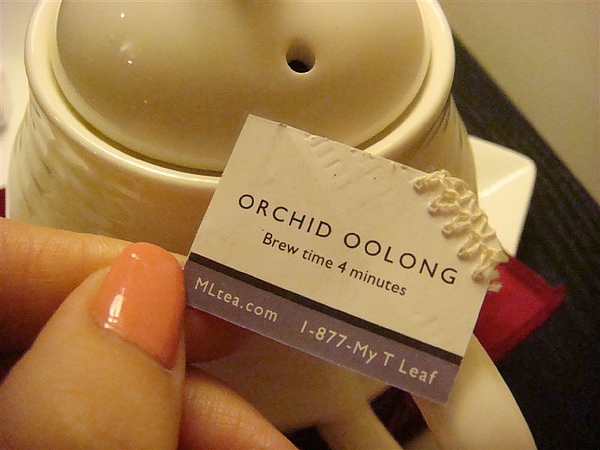 ORCHID OOLONG
Brew time 4 minutes
MLtea.com 1-877-My T Leaf